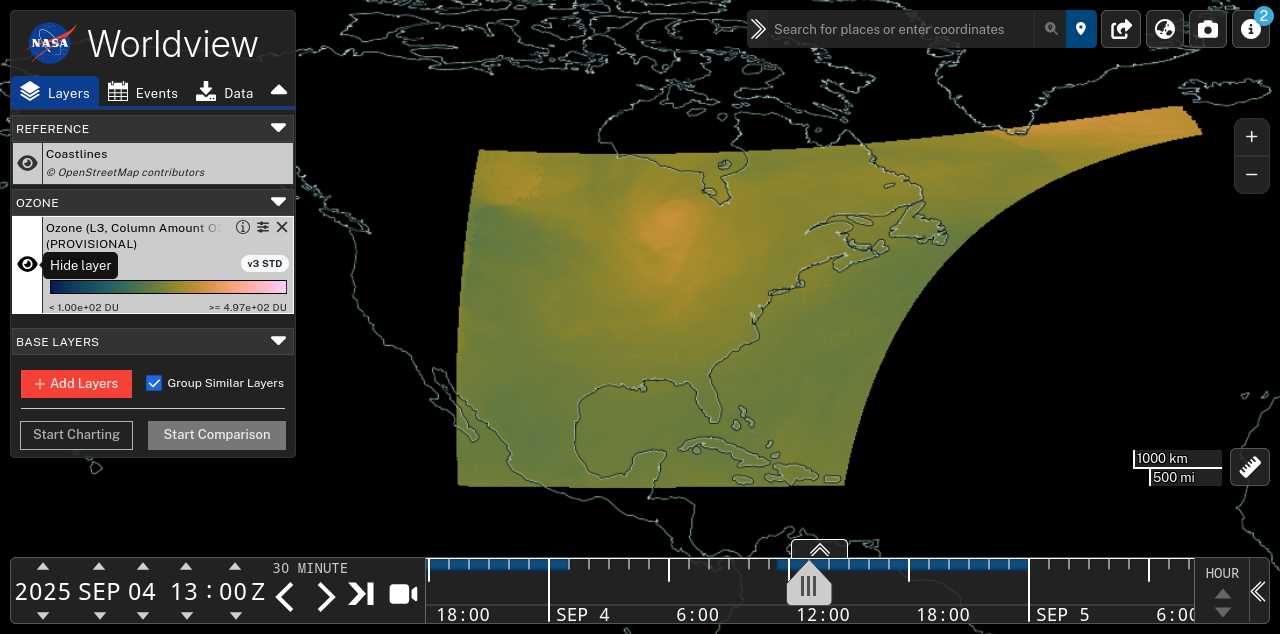 NASA Worldview
Search for places or enter coordinates
2
Layers Events Data
REFERENCE
Coastlines
© OpenStreetMap contributors
OZONE
Ozone (L3, Column Amount
(PROVISIONAL)
Hide layer
v3 STD
< 1.00e+02 DU >= 4.97e+02 DU
BASE LAYERS
+ Add Layers Group Similar Layers
Start Charting Start Comparison
+
−
1000 km
500 mi
2025 SEP 04 13 : 00 Z
30 MINUTE
18:00 SEP 4 6:00 12:00 18:00 SEP 5 6:00
HOUR